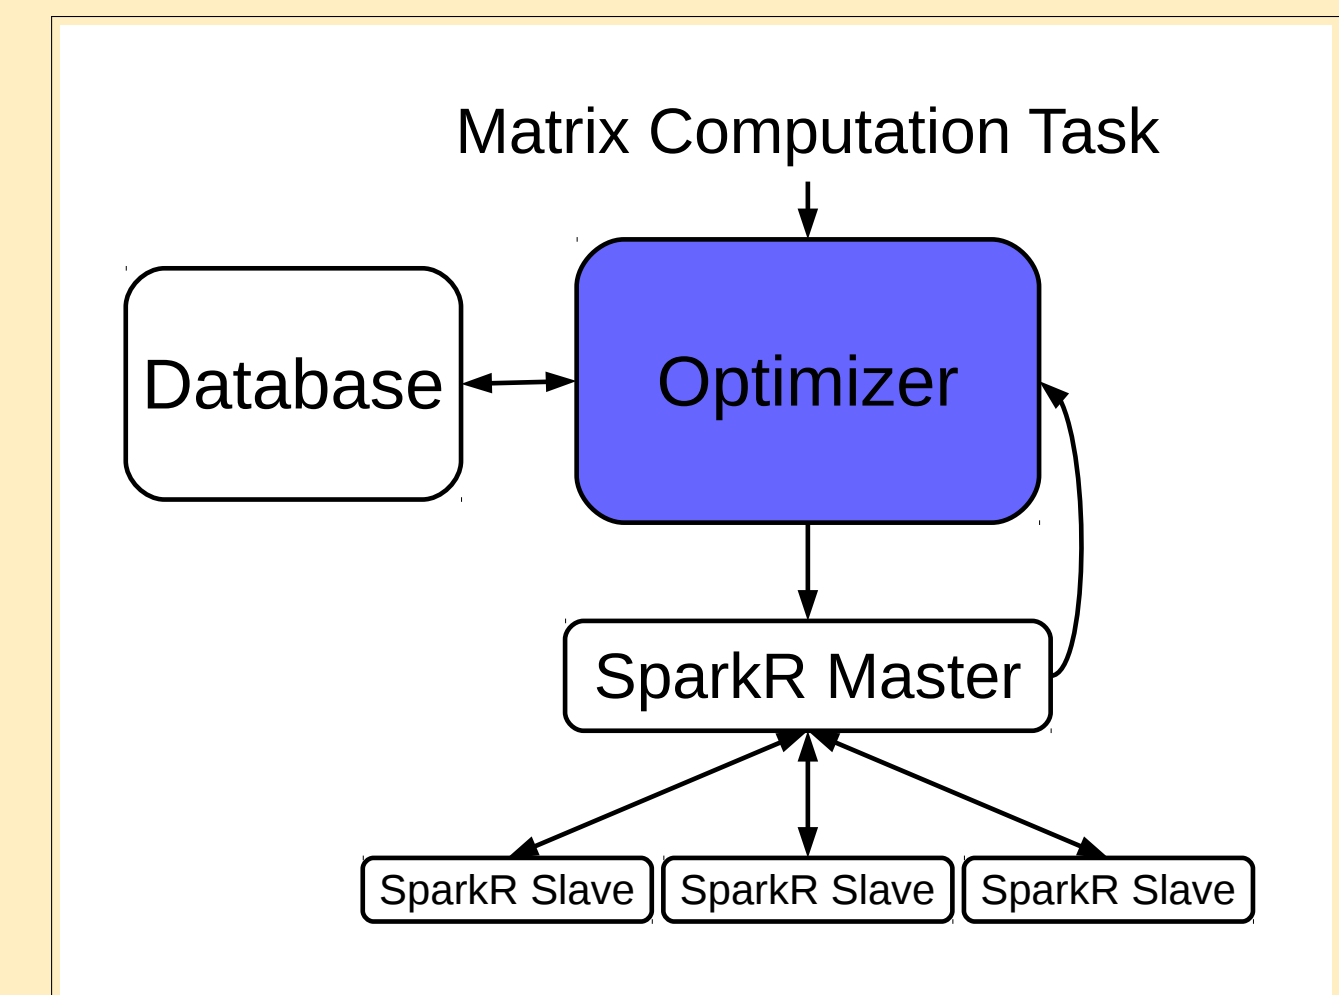 Matrix Computation Task
Database
Optimizer
SparkR Master
SparkR Slave
SparkR Slave
SparkR Slave